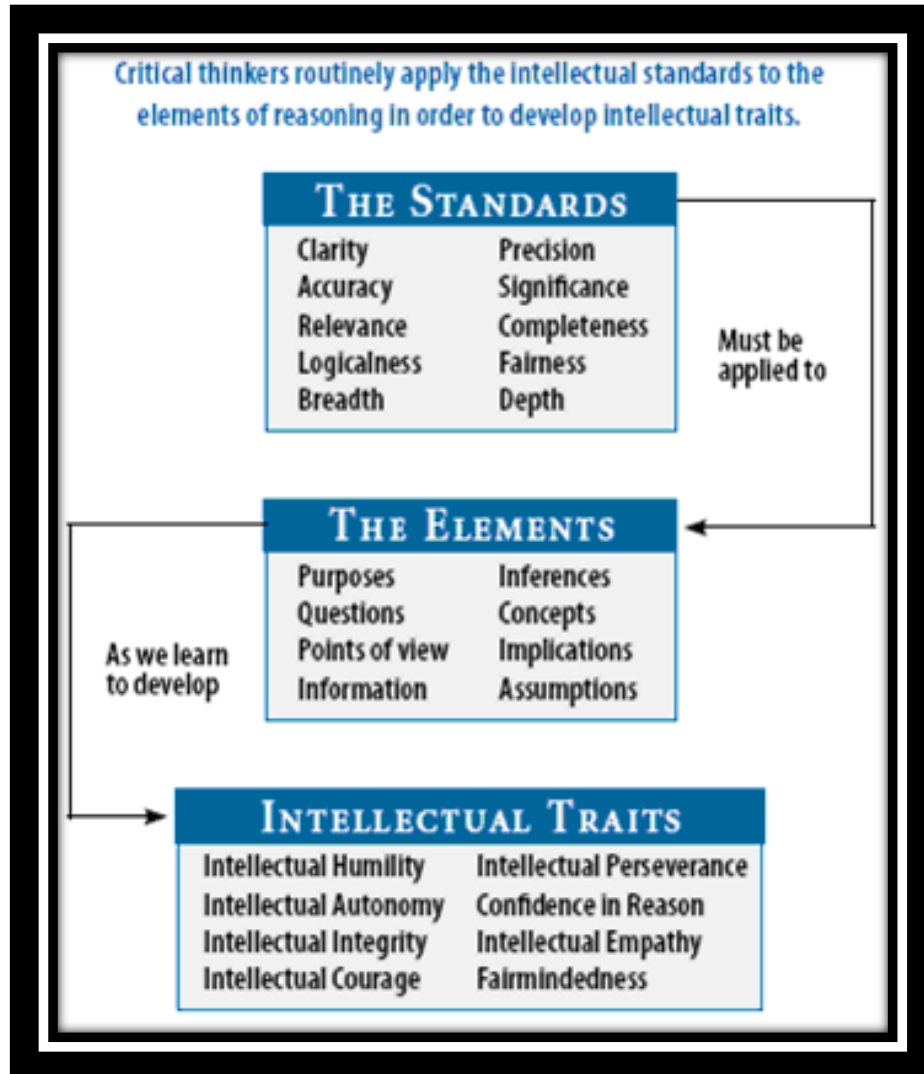 Critical thinkers routinely apply the intellectual standards to the
elements of reasoning in order to develop intellectual traits.
THE STANDARDS
Clarity Precision
Accuracy Significance
Relevance Completeness
Logicalness Fairness
Breadth Depth
Must be
applied to
THE ELEMENTS
Purposes Inferences
Questions Concepts
Points of view Implications
Information Assumptions
As we learn
to develop
INTELLECTUAL TRAITS
Intellectual Humility Intellectual Perseverance
Intellectual Autonomy Confidence in Reason
Intellectual Integrity Intellectual Empathy
Intellectual Courage Fairmindedness